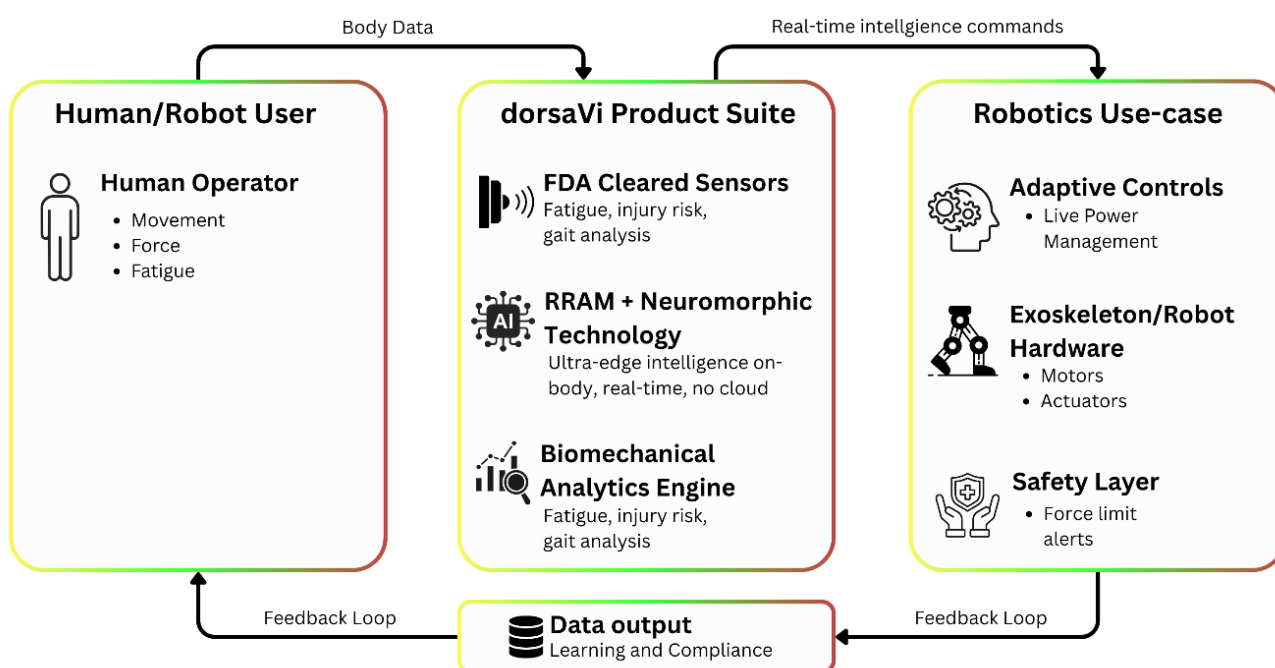 Body Data
Real-time intellgience commands
Human/Robot User
Human Operator
• Movement
• Force
• Fatigue
dorsaVi Product Suite
FDA Cleared Sensors
Fatigue, injury risk,
gait analysis
AI
RRAM + Neuromorphic
Technology
Ultra-edge intelligence on-
body, real-time, no cloud
Biomechanical
Analytics Engine
Fatigue, injury risk,
gait analysis
Robotics Use-case
Adaptive Controls
• Live Power
Management
Exoskeleton/Robot
Hardware
• Motors
• Actuators
Safety Layer
• Force limit
alerts
Feedback Loop
Data output
Learning and Compliance
Feedback Loop